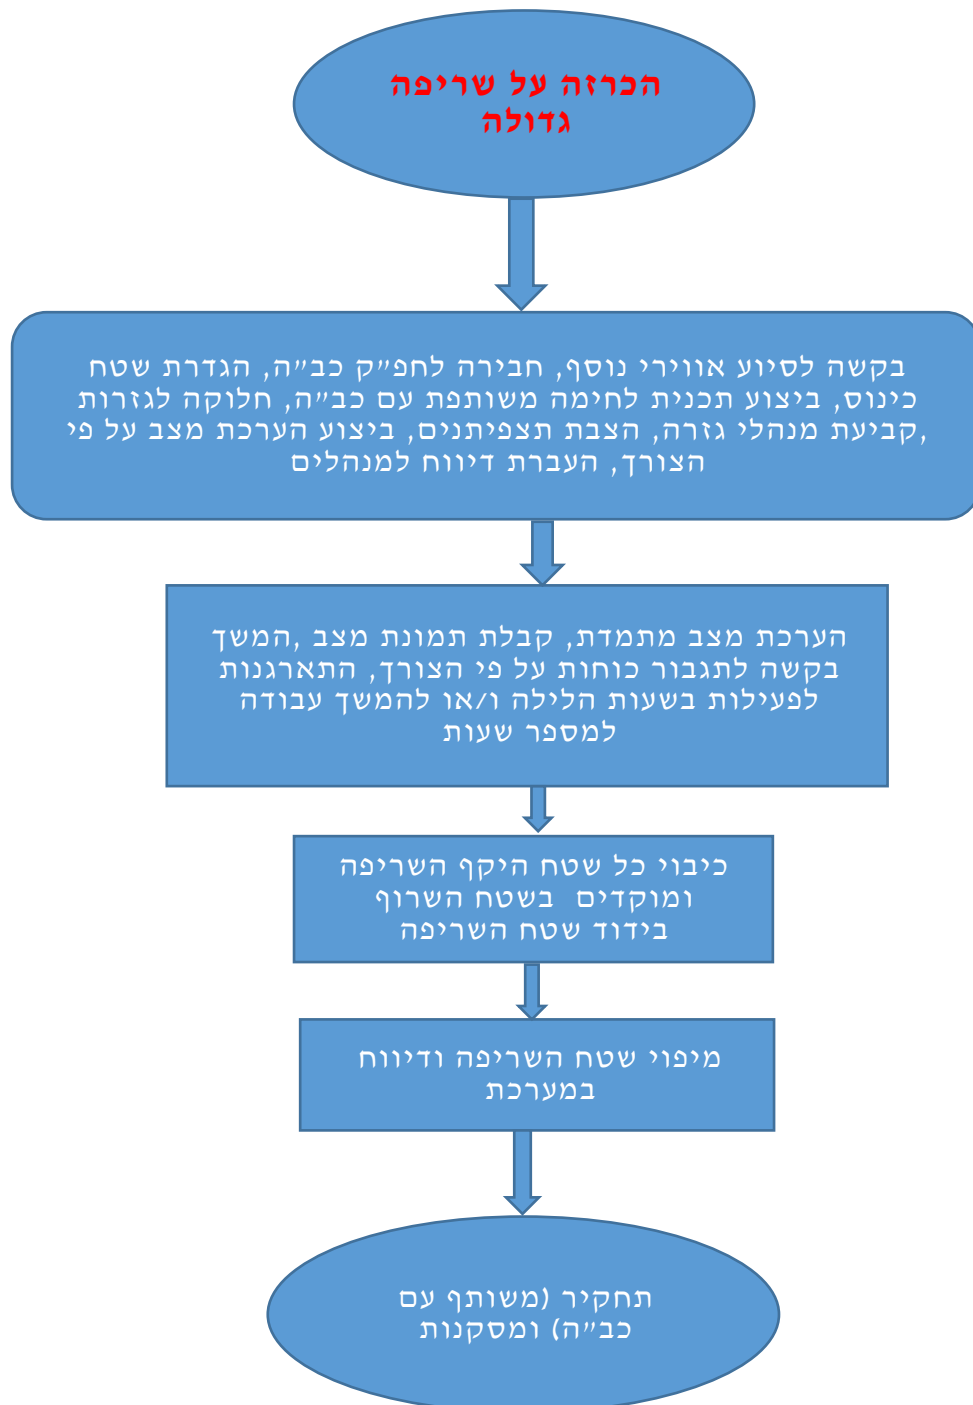 הכרזה על שריפה
גדולה
בקשה לסיוע אווירי נוסף, חבירה לחפ״ק כב״ה, הגדרת שטח
כינוס, ביצוע תכנית לחימה משותפת עם כב״ה, חלוקה לגזרות
,קביעת מנהלי גזרה, הצבת תצפיתנים, ביצוע הערכת מצב על פי
הצורך, העברת דיווח למנהלים
הערכת מצב מתמדת, קבלת תמונת מצב ,המשך
בקשה לתגבור כוחות על פי הצורך, התארגנות
לפעילות בשעות הלילה ו/או להמשך עבודה
למספר שעות
כיבוי כל שטח היקף השריפה
ומוקדים בשטח השרוף
בידוד שטח השריפה
מיפוי שטח השריפה ודיווח
במערכת
תחקיר (משותף עם
כב״ה) ומסקנות